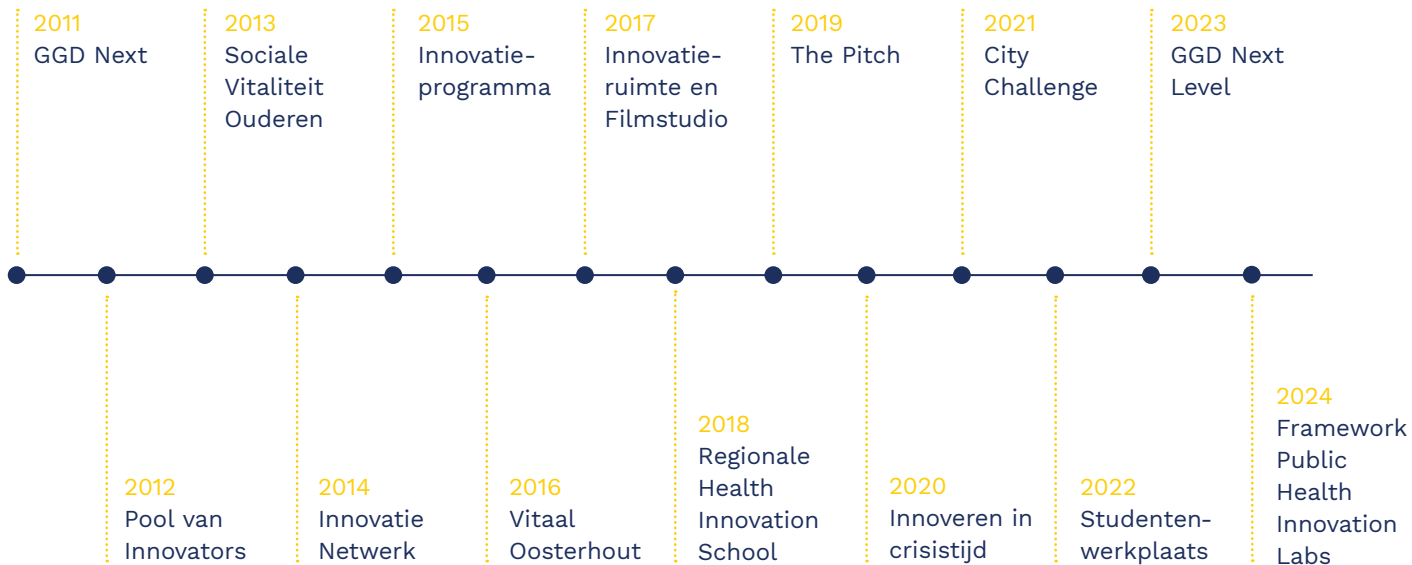 2011
GGD Next
2013
Sociale
Vitaliteit
Ouderen
2015
Innovatie-
programma
2017
Innovatie-
ruimte en
Filmstudio
2019
The Pitch
2021
City
Challenge
2023
GGD Next
Level
2012
Pool van
Innovators
2014
Innovatie
Netwerk
2016
Vitaal
Oosterhout
2018
Regionale
Health
Innovation
School
2020
Innoveren in
crisistijd
2022
Studenten-
werkplaats
2024
Framework
Public
Health
Innovation
Labs